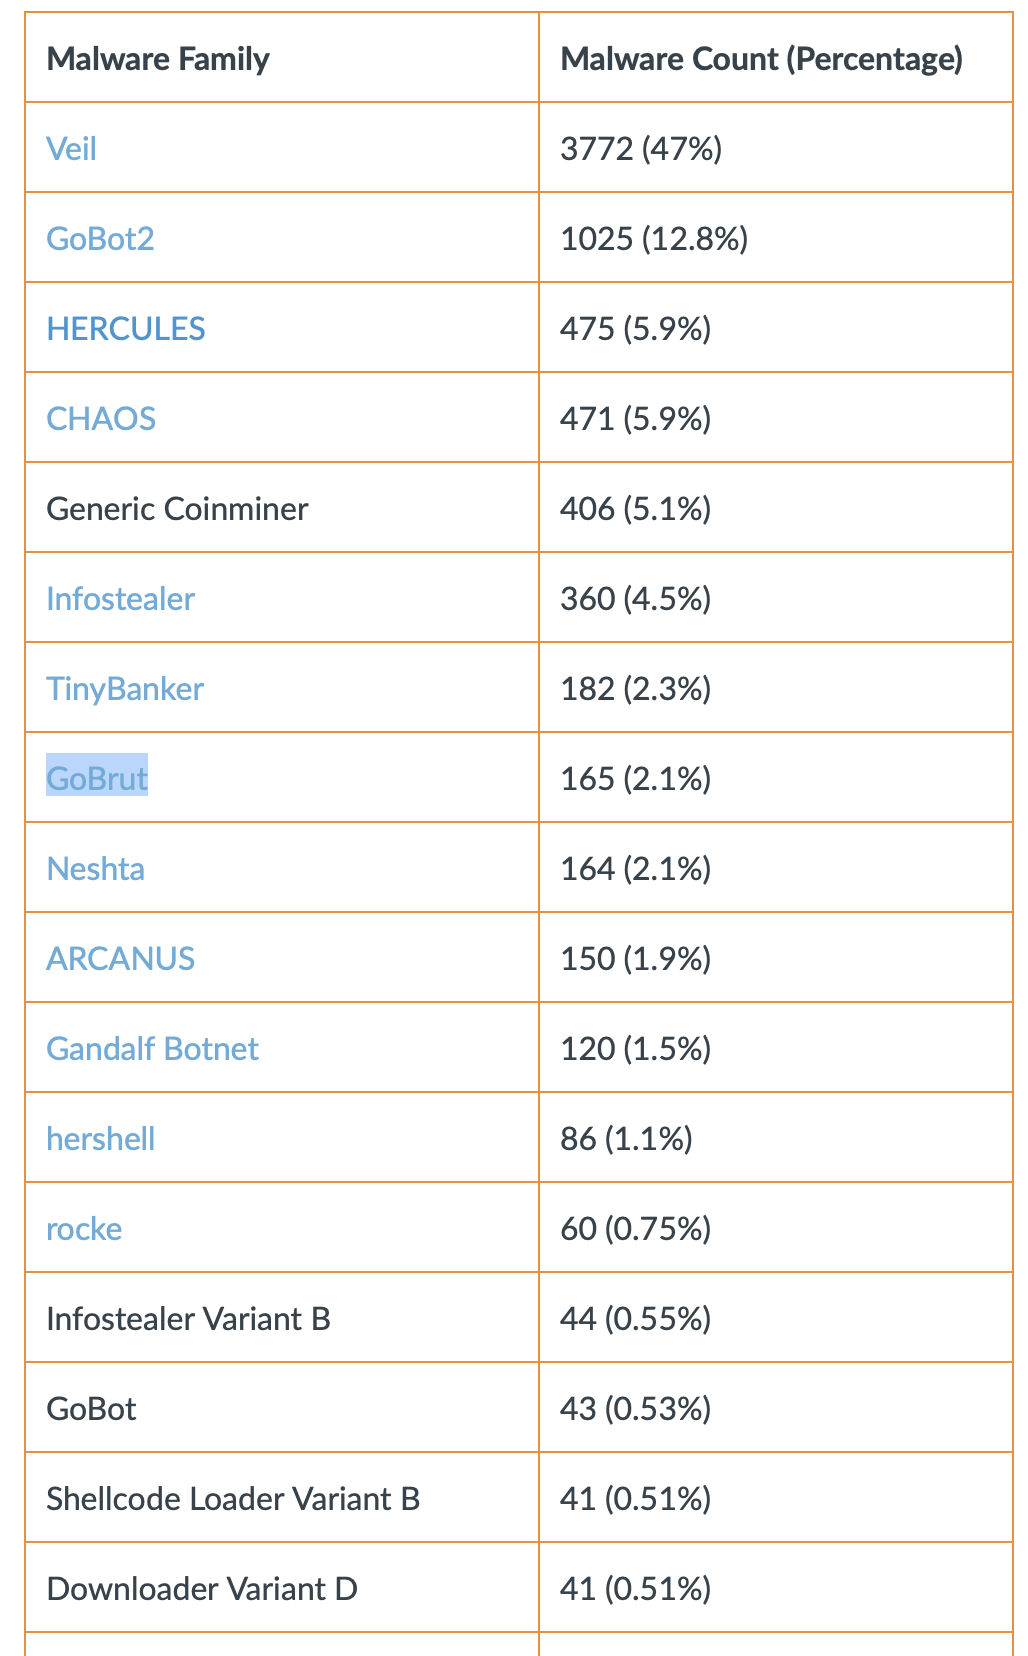 Malware Family Malware Count (Percentage)
Veil 3772 (47%)
GoBot2 1025 (12.8%)
HERCULES 475 (5.9%)
CHAOS 471 (5.9%)
Generic Coinminer 406 (5.1%)
Infostealer 360 (4.5%)
TinyBanker 182 (2.3%)
GoBrut 165 (2.1%)
Neshta 164 (2.1%)
ARCANUS 150 (1.9%)
Gandalf Botnet 120 (1.5%)
hershell 86 (1.1%)
rocke 60 (0.75%)
Infostealer Variant B 44 (0.55%)
GoBot 43 (0.53%)
Shellcode Loader Variant B 41 (0.51%)
Downloader Variant D 41 (0.51%)